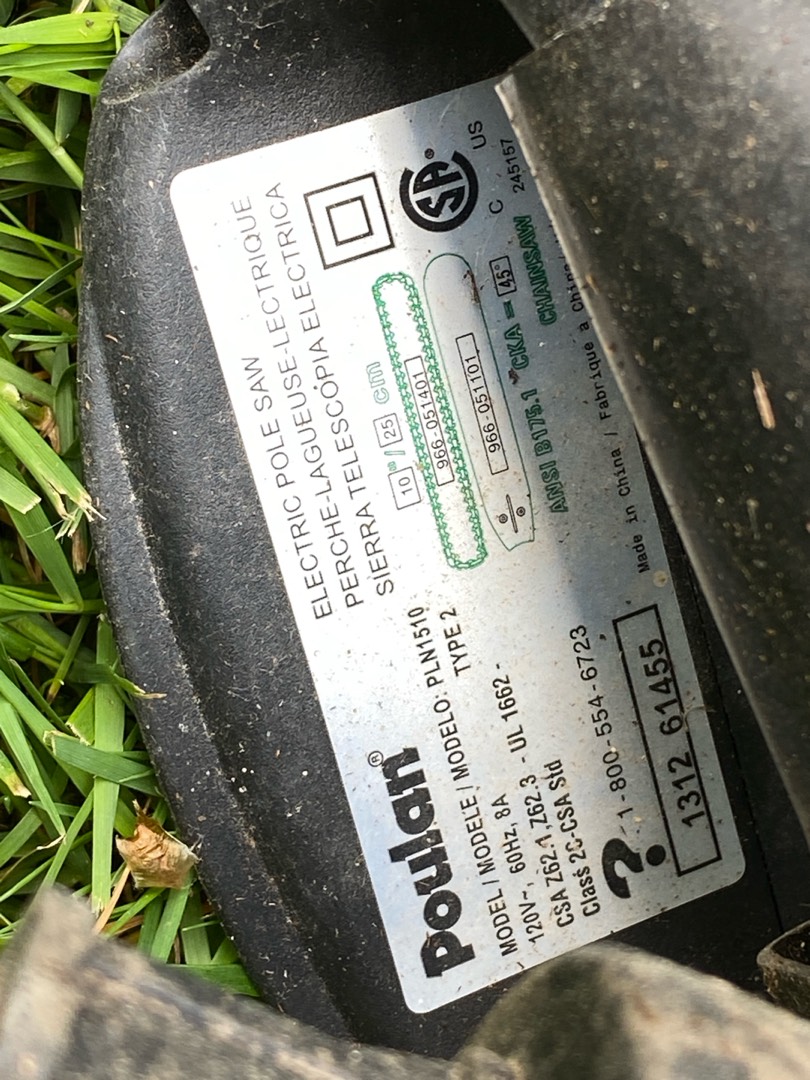 Poulan®
MODEL / MODELE / MODELO: PLN1510
TYPE 2
120V~, 60Hz, 8A
CSA Z62.1, Z62.3 - UL 1662 -
Class 2C-CSA Std
? 1-800-554-6723
1312 61455
ELECTRIC POLE SAW
PERCHE-LAGUEUSE-LECTRIQUE
SIERRA TELESCÓPIA ELECTRICA
10" / 25 cm
966-051401
966-051101
ANSI B175.1 CKA = 45°
CHAINSAW
Made in China / Fabriqué a China
SA®
C US
245157